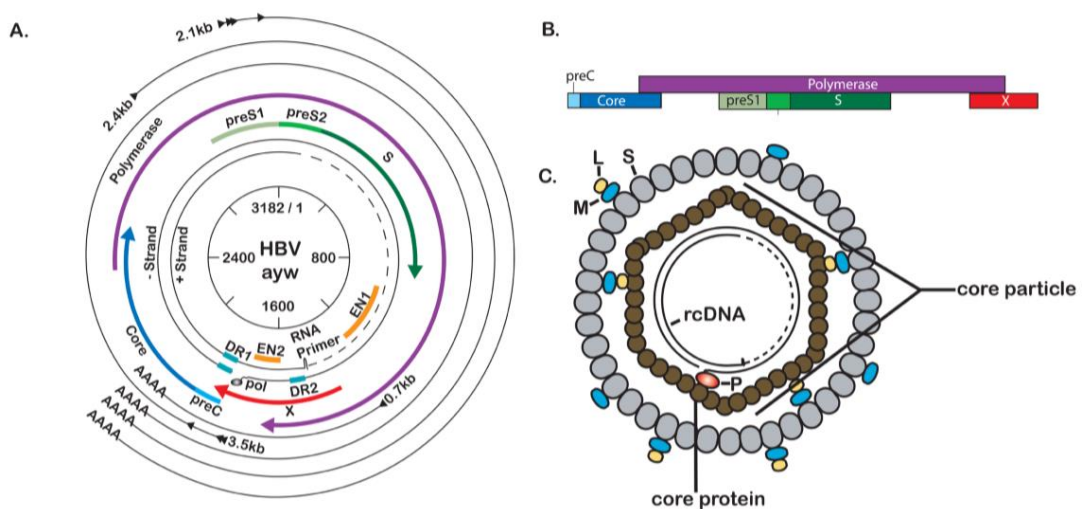 A.
2.1kb
2.4kb
Polymerase
preS1
preS2
S
- Strand
+ Strand
3182 / 1
HBV
ayw
2400
800
1600
EN1
RNA
Primer
EN2
DR1
pol
DR2
X
Core
preC
0.7kb
3.5kb
AAAA
AAAA
AAAA
AAAA
B.
preC
Polymerase
Core
preS1
S
X
C.
L
S
M
rcDNA
P
core particle
core protein